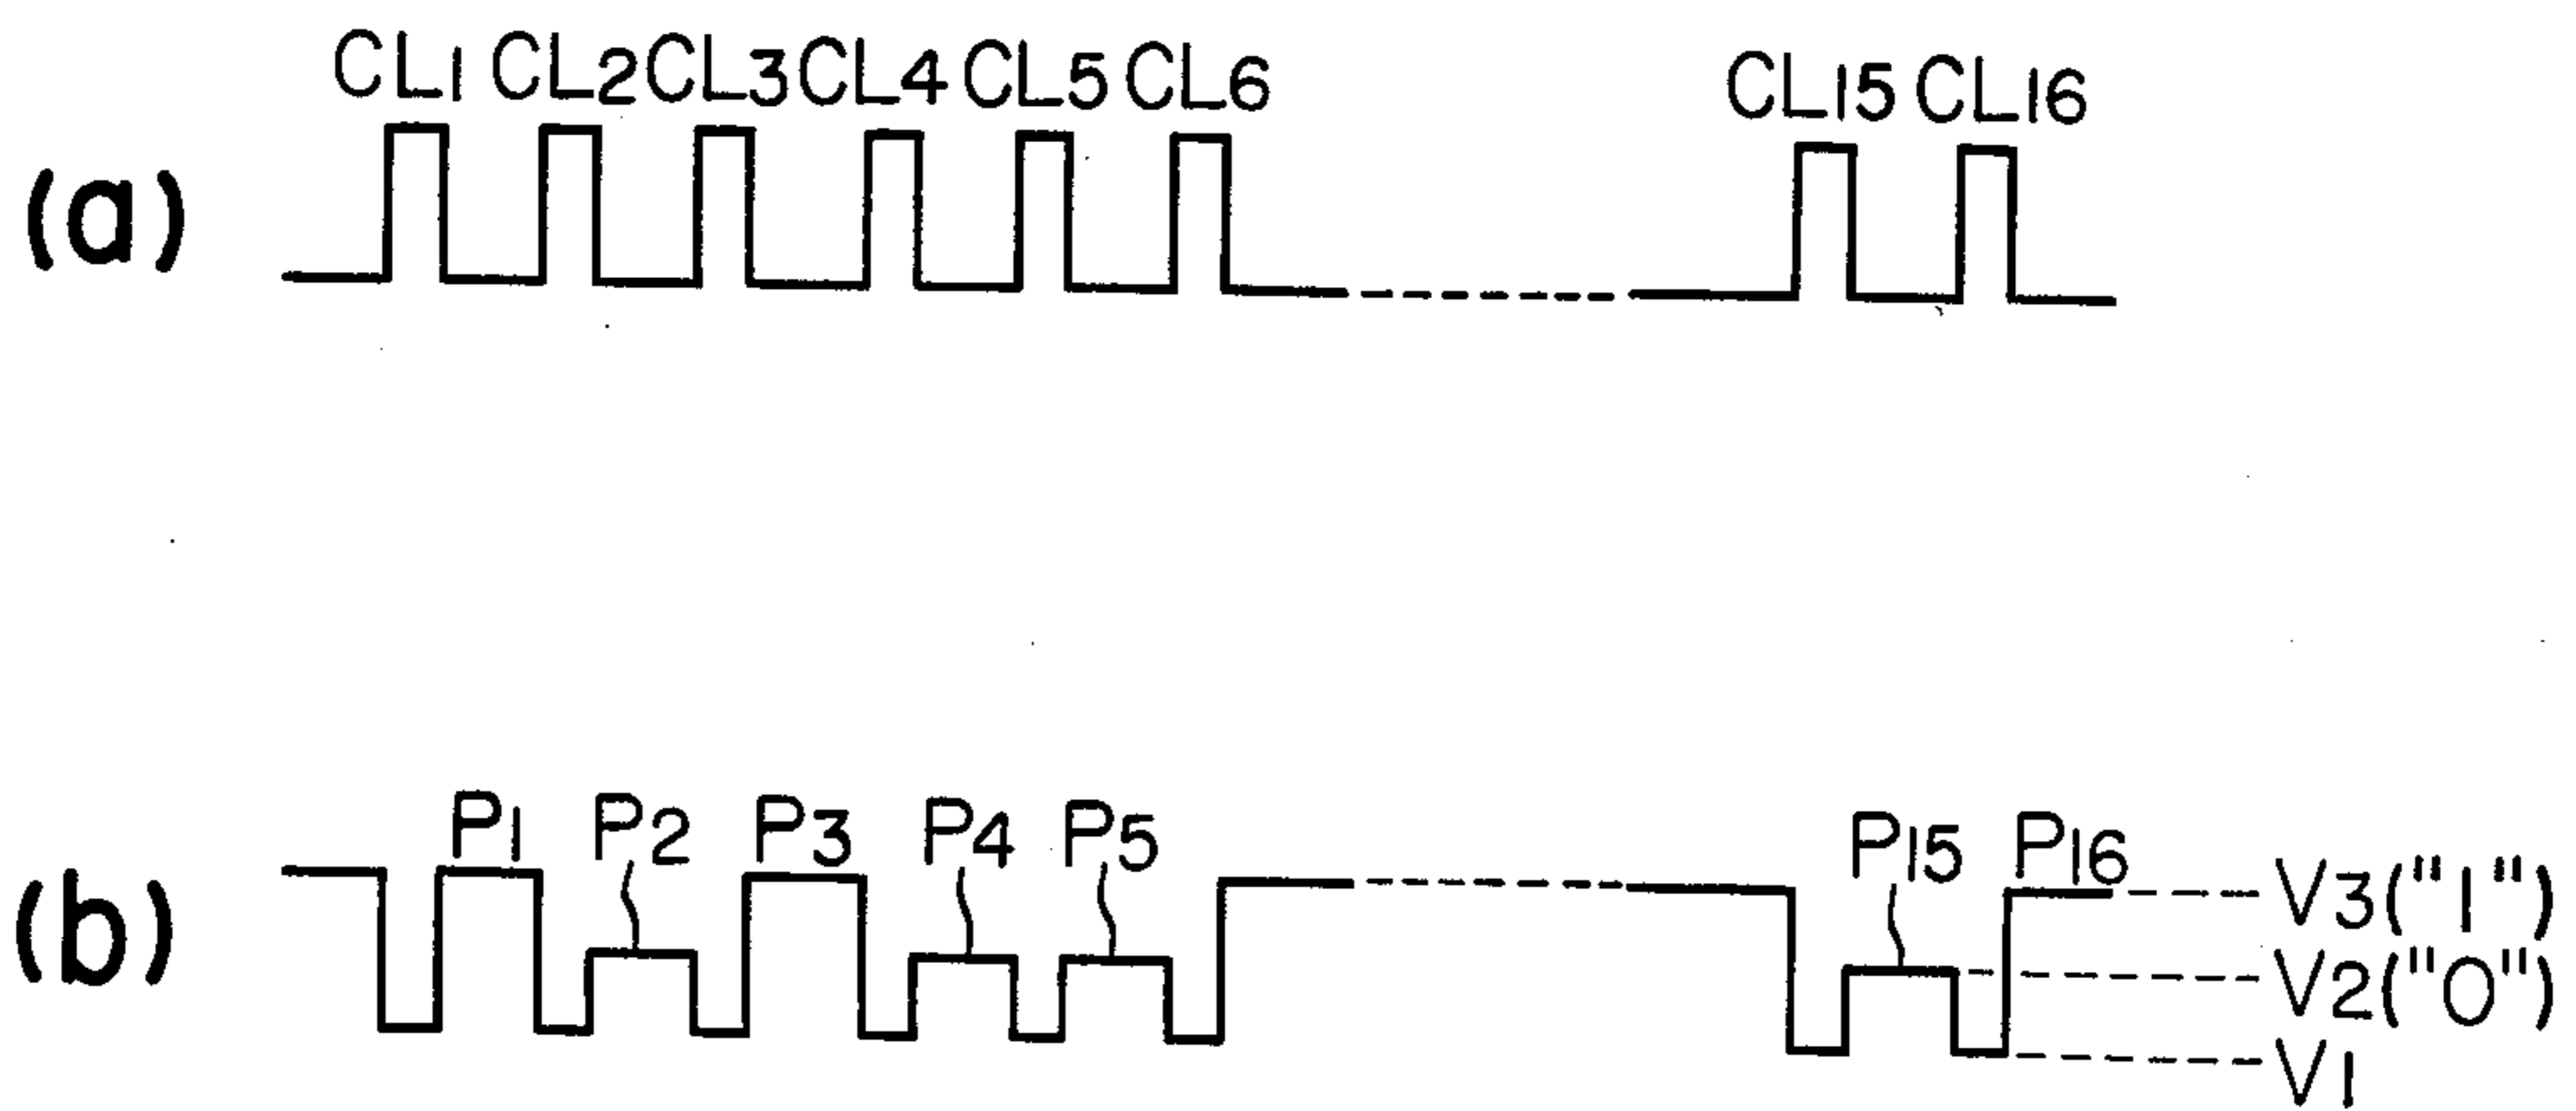 CL1 CL2 CL3 CL4 CL5 CL6 CL15 CL16
(a)
P1 P2 P3 P4 P5 P15 P16
(b)
V3("1")
V2("0")
V1